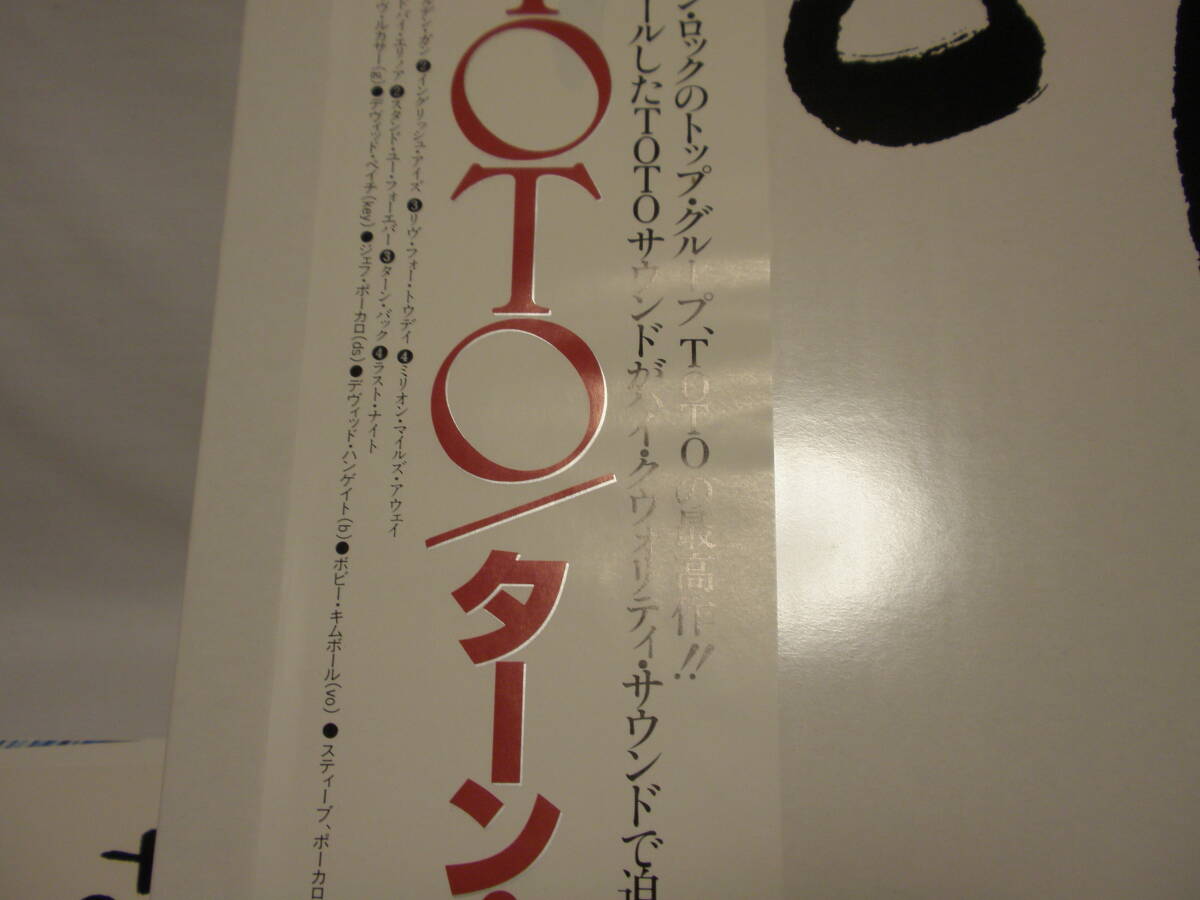 ン・ロックのトップ・グループ、TOTOの最高作!!
ールしたTOTOサウンドがハイ・クウォリティ・サウンドで迫
TOTO/ターン・
❷イングリッシュ・アイズ ❸リヴ・フォー・トゥデイ ❹ミリオン・マイルズ・アウェイ
❷スタンド・ユー・フォーエバー ❸ターン・バック ❹ラスト・ナイト
(g)●デヴィッド・ペイチ(key)●ジェフ・ポーカロ(ds)●デヴィッド・ハンゲイト(b)●ボビー・キムボール(vo)●スティーブ、ポーカロ